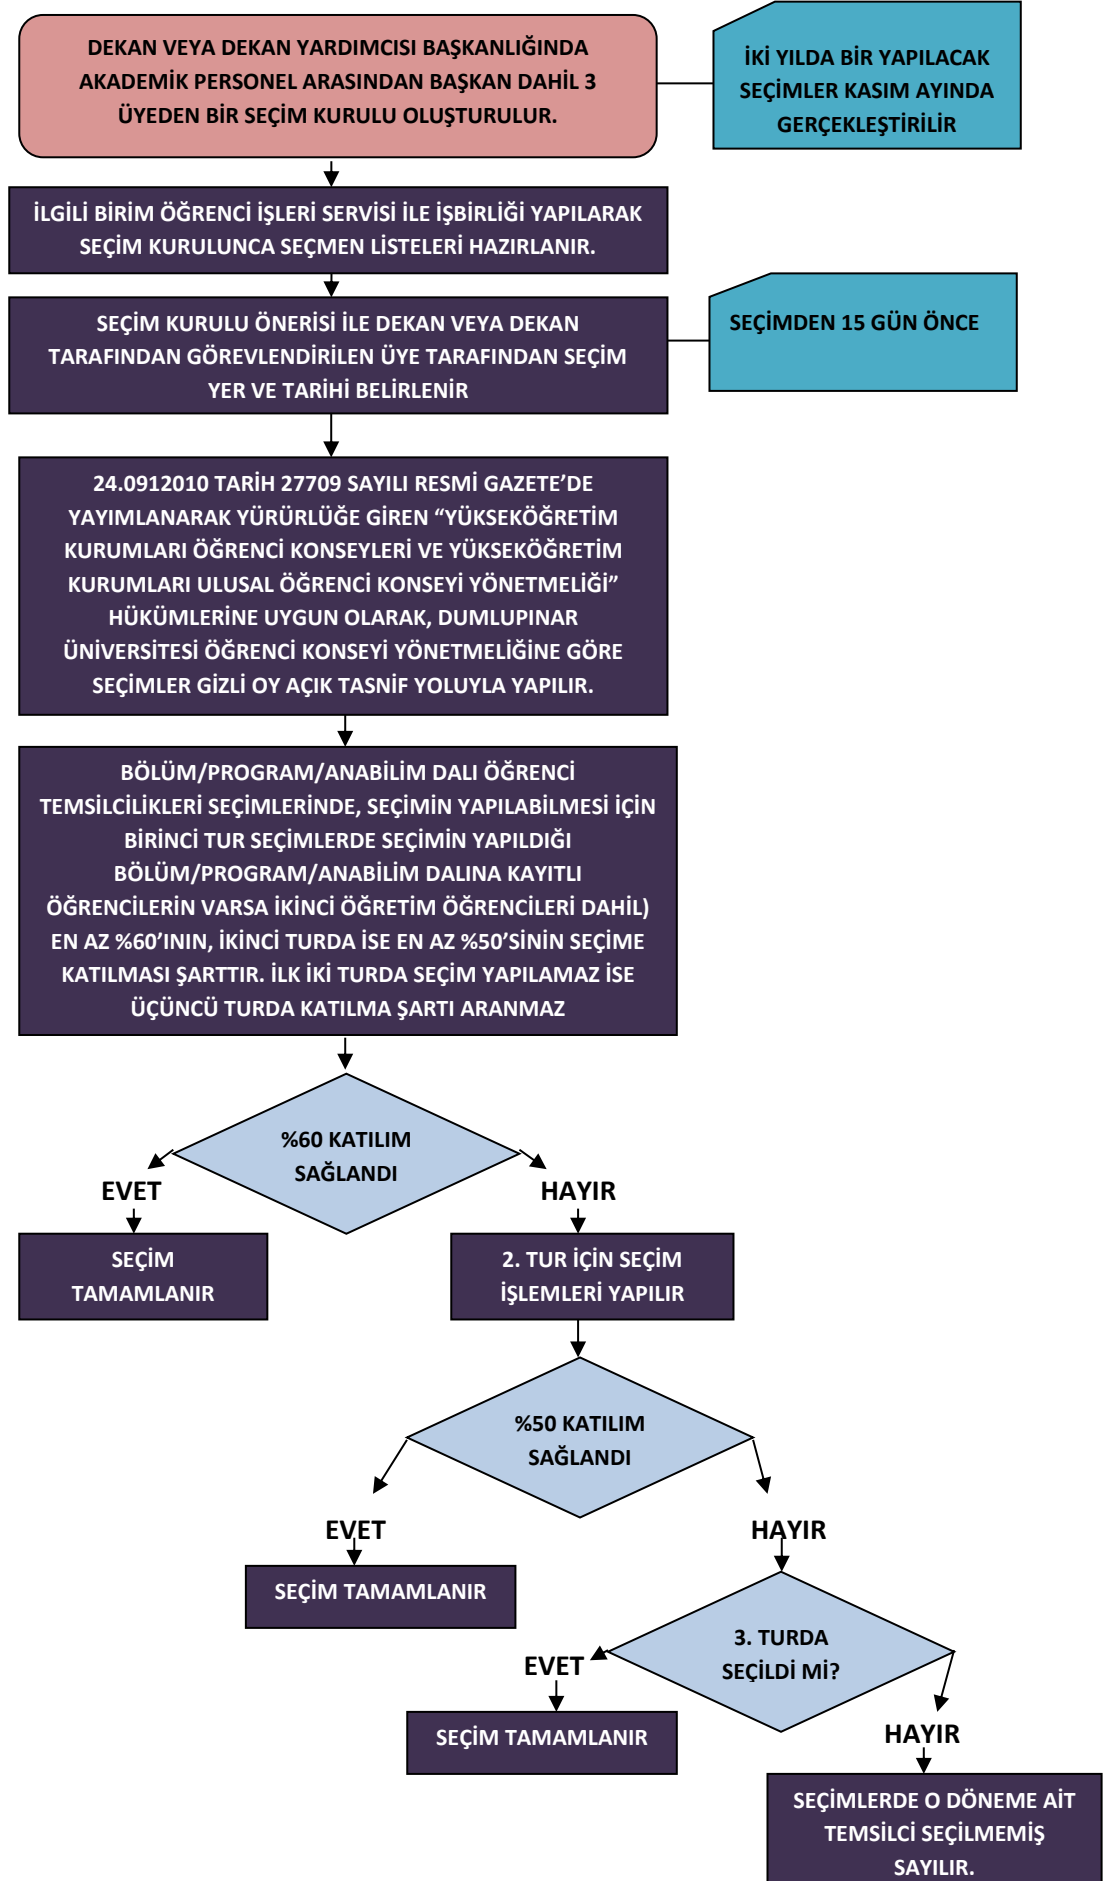 DEKAN VEYA DEKAN YARDIMCISI BAŞKANLIĞINDA
AKADEMİK PERSONEL ARASINDAN BAŞKAN DAHİL 3
ÜYEDEN BİR SEÇİM KURULU OLUŞTURULUR.
İKİ YILDA BİR YAPILACAK
SEÇİMLER KASIM AYINDA
GERÇEKLEŞTİRİLİR
İLGİLİ BİRİM ÖĞRENCİ İŞLERİ SERVİSİ İLE İŞBİRLİĞİ YAPILARAK
SEÇİM KURULUNCA SEÇMEN LİSTELERİ HAZIRLANIR.
SEÇİM KURULU ÖNERİSİ İLE DEKAN VEYA DEKAN
TARAFINDAN GÖREVLENDİRİLEN ÜYE TARAFINDAN SEÇİM
YER VE TARİHİ BELİRLENİR
SEÇİMDEN 15 GÜN ÖNCE
24.0912010 TARİH 27709 SAYILI RESMİ GAZETE’DE
YAYIMLANARAK YÜRÜRLÜĞE GİREN “YÜKSEKÖĞRETİM
KURUMLARI ÖĞRENCİ KONSEYLERİ VE YÜKSEKÖĞRETİM
KURUMLARI ULUSAL ÖĞRENCİ KONSEYİ YÖNETMELİĞİ”
HÜKÜMLERİNE UYGUN OLARAK, DUMLUPINAR
ÜNİVERSİTESİ ÖĞRENCİ KONSEYİ YÖNETMELİĞİNE GÖRE
SEÇİMLER GİZLİ OY AÇIK TASNİF YOLUYLA YAPILIR.
BÖLÜM/PROGRAM/ANABİLİM DALI ÖĞRENCİ
TEMSİLCİLİKLERİ SEÇİMLERİNDE, SEÇİMİN YAPILABİLMESİ İÇİN
BİRİNCİ TUR SEÇİMLERDE SEÇİMİN YAPILDIĞI
BÖLÜM/PROGRAM/ANABİLİM DALINA KAYITLI
ÖĞRENCİLERİN VARSA İKİNCİ ÖĞRETİM ÖĞRENCİLERİ DAHİL)
EN AZ %60’ININ, İKİNCİ TURDA İSE EN AZ %50’SİNİN SEÇİME
KATILMASI ŞARTTIR. İLK İKİ TURDA SEÇİM YAPILAMAZ İSE
ÜÇÜNCÜ TURDA KATILMA ŞARTI ARANMAZ
%60 KATILIM
SAĞLANDI
EVET
HAYIR
SEÇİM
TAMAMLANIR
2. TUR İÇİN SEÇİM
İŞLEMLERİ YAPILIR
%50 KATILIM
SAĞLANDI
EVET
HAYIR
SEÇİM TAMAMLANIR
3. TURDA
SEÇİLDİ Mİ?
EVET
SEÇİM TAMAMLANIR
HAYIR
SEÇİMLERDE O DÖNEME AİT
TEMSİLCİ SEÇİLMEMİŞ
SAYILIR.